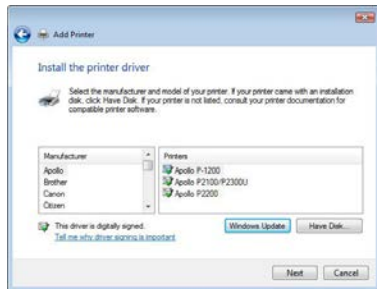 Add Printer
Install the printer driver
Select the manufacturer and model of your printer. If your printer came with an installation
disk, click Have Disk. If your printer is not listed, consult your printer documentation for
compatible printer software.
Manufacturer
Printers
Apollo
Brother
Canon
Citizen
Apollo P-1200
Apollo P2100/P2300U
Apollo P2200
This driver is digitally signed.
Tell me why driver signing is important
Windows Update
Have Disk...
Next
Cancel